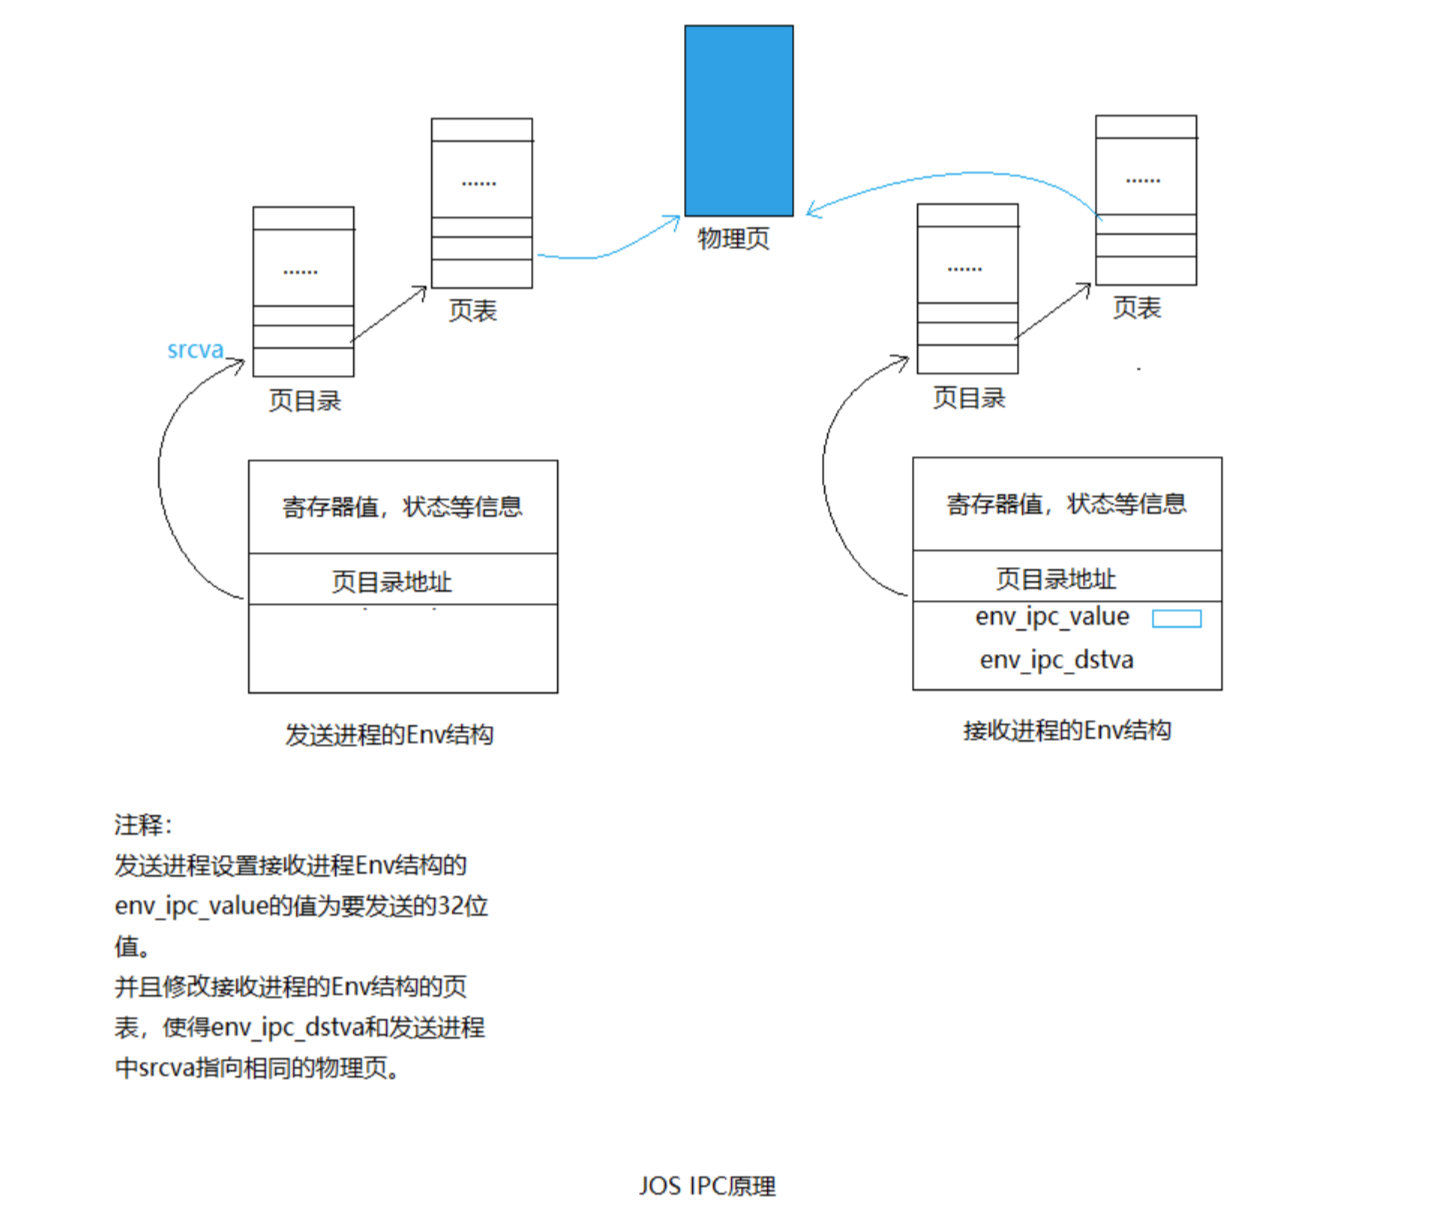 物理页
......
页表
......
页表
......
srcva
页目录
......
页目录
寄存器值，状态等信息
页目录地址
发送进程的Env结构
寄存器值，状态等信息
页目录地址
env_ipc_value
env_ipc_dstva
接收进程的Env结构
注释：
发送进程设置接收进程Env结构的
env_ipc_value的值为要发送的32位
值。
并且修改接收进程的Env结构的页
表，使得env_ipc_dstva和发送进程
中srcva指向相同的物理页。
JOS IPC原理